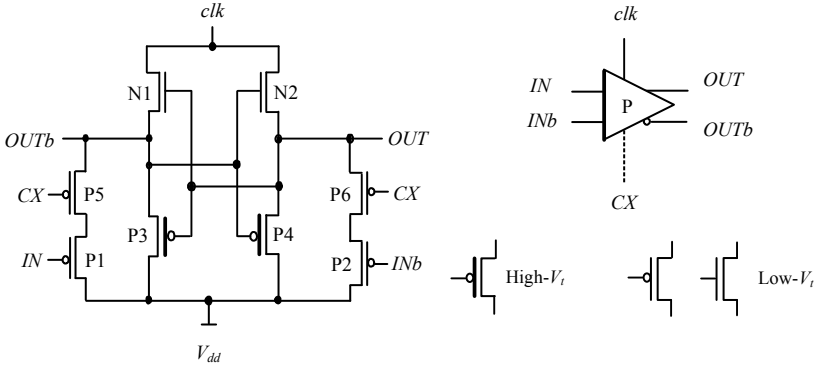 clk
N1
N2
OUTb
OUT
CX
P5
P6
CX
P3
P4
IN
P1
P2
INb
Vdd
clk
IN
P
OUT
INb
OUTb
CX
High-Vt
Low-Vt